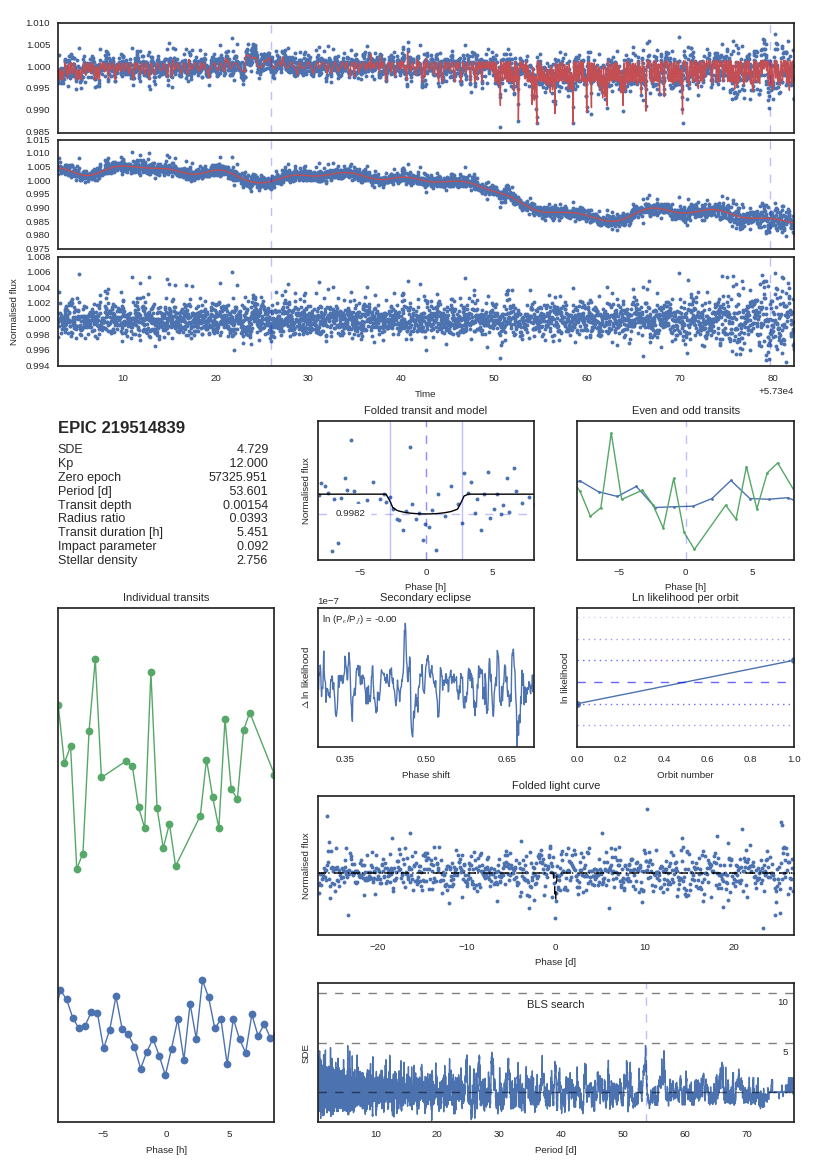 1.010
1.005
1.000
0.995
0.990
0.985
1.015
1.010
1.005
1.000
0.995
0.990
0.985
0.980
0.975
1.008
1.006
1.004
1.002
1.000
0.998
0.996
0.994
Normalised flux
10 20 30 40 50 60 70 80
Time
+5.73e4
EPIC 219514839
SDE 4.729
Kp 12.000
Zero epoch 57325.951
Period [d] 53.601
Transit depth 0.00154
Radius ratio 0.0393
Transit duration [h] 5.451
Impact parameter 0.092
Stellar density 2.756
Folded transit and model
Normalised flux
0.9982
−5 0 5
Phase [h]
Even and odd transits
−5 0 5
Phase [h]
Individual transits
−5 0 5
Phase [h]
Secondary eclipse
1e−7
ln (Pₑ/P𝑓) = -0.00
Δ ln likelihood
0.35 0.50 0.65
Phase shift
Ln likelihood per orbit
ln likelihood
0.0 0.2 0.4 0.6 0.8 1.0
Orbit number
Folded light curve
Normalised flux
−20 −10 0 10 20
Phase [d]
BLS search
10
5
SDE
10 20 30 40 50 60 70
Period [d]